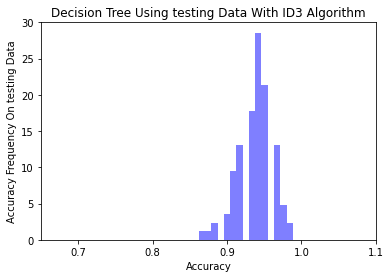 Decision Tree Using testing Data With ID3 Algorithm
Accuracy Frequency On testing Data
30
25
20
15
10
5
0
0.7 0.8 0.9 1.0 1.1
Accuracy